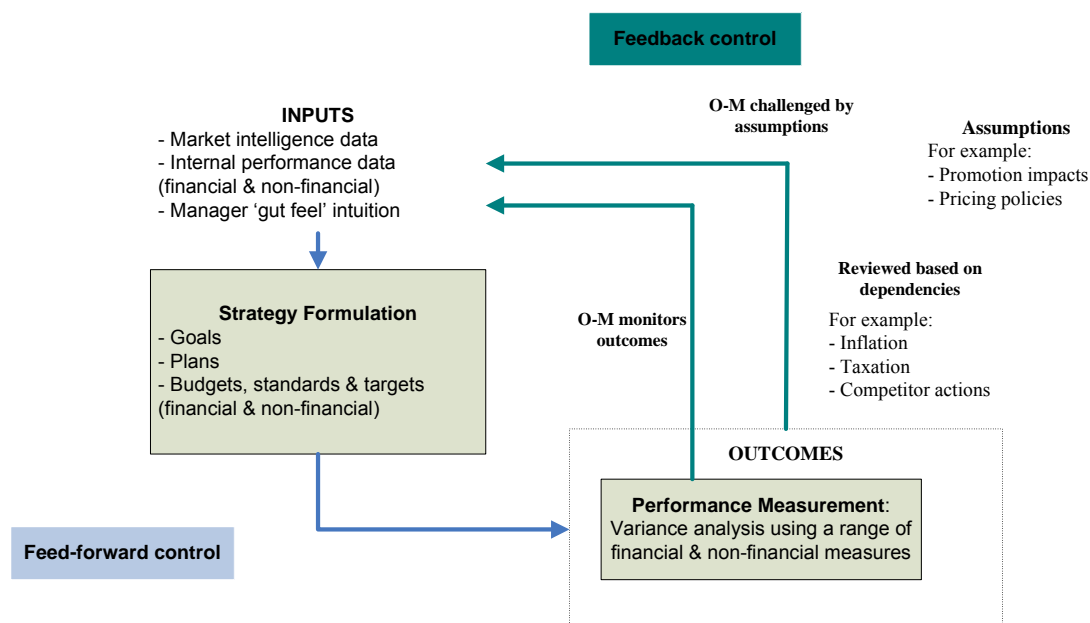 Feedback control
INPUTS
- Market intelligence data
- Internal performance data
(financial & non-financial)
- Manager ‘gut feel’ intuition
O-M challenged by
assumptions
Assumptions
For example:
- Promotion impacts
- Pricing policies
Strategy Formulation
- Goals
- Plans
- Budgets, standards & targets
(financial & non-financial)
O-M monitors
outcomes
Reviewed based on
dependencies
For example:
- Inflation
- Taxation
- Competitor actions
OUTCOMES
Performance Measurement:
Variance analysis using a range of
financial & non-financial measures
Feed-forward control